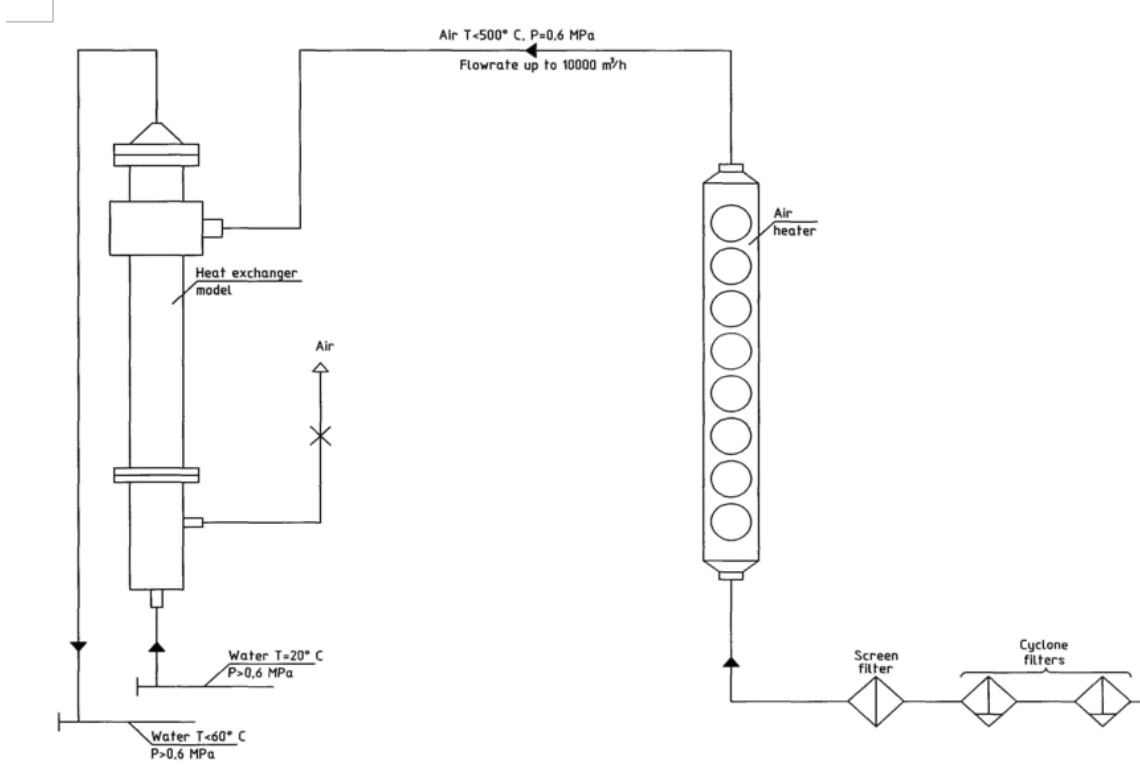 Air T<500° C, P=0,6 MPa
Flowrate up to 10000 m³/h
Air
heater
Heat exchanger
model
Air
Water T=20° C
P>0,6 MPa
Water T<60° C
P>0,6 MPa
Screen
filter
Cyclone
filters